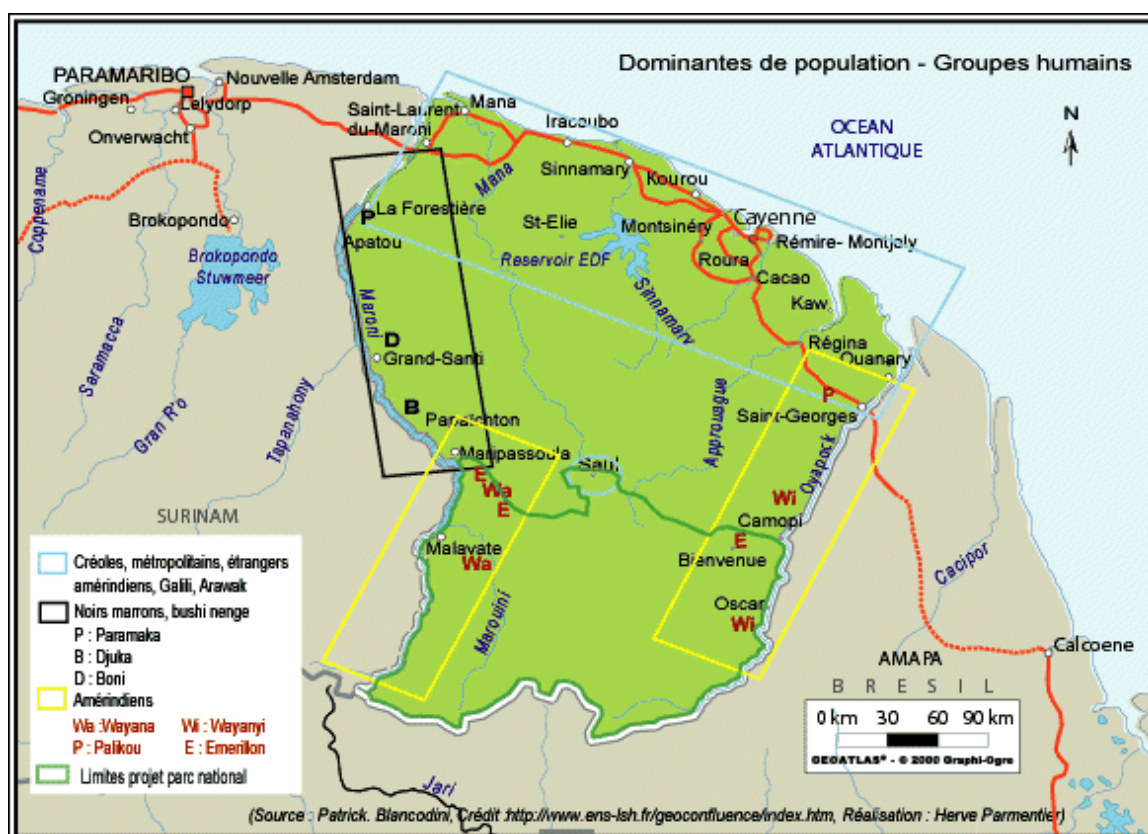 Dominantes de population - Groupes humains
PARAMARIBO
Nouvelle Amsterdam
Groningen
Lelydorp
Onverwacht
Saint-Laurent
du-Maroni
Mana
Iracoubo
OCEAN
ATLANTIQUE
N
Coppename
Mana
Sinnamary
Kourou
Brokopondo
P
La Forestière
St-Elie
Montsinéry
Cayenne
Rémire- Montjoly
Apatou
Brokopondo
Stuwmeer
Reservoir EDF
Roura
Cacao
Sinnamary
Kaw
Maroni
Saramacca
D
Grand-Santi
Régina
Ouanary
Gran R'o
Tapanahony
B
Papaïchton
Approuague
P
Saint-Georges
Maripassoula
Saül
Oyapock
E
Wa
E
Wi
SURINAM
Camopi
E
Bienvenue
Malavate
Wa
Cacipor
Oscar
Wi
Marouini
Calcoene
AMAPA
B R E S I L
Créoles, métropolitains, étrangers
amérindiens, Galili, Arawak
Noirs marrons, bushi nenge
P : Paramaka
B : Djuka
D : Boni
Amérindiens
Wa :Wayana Wi : Wayanyi
P : Palikou E : Emerillon
Limites projet parc national
0 km 30 60 90 km
GEOATLAS® - © 2000 Graphi-Ogre
Jari
(Source : Patrick. Blancodini, Crédit :http://www.ens-lsh.fr/geoconfluence/index.htm, Réalisation : Herve Parmentier)